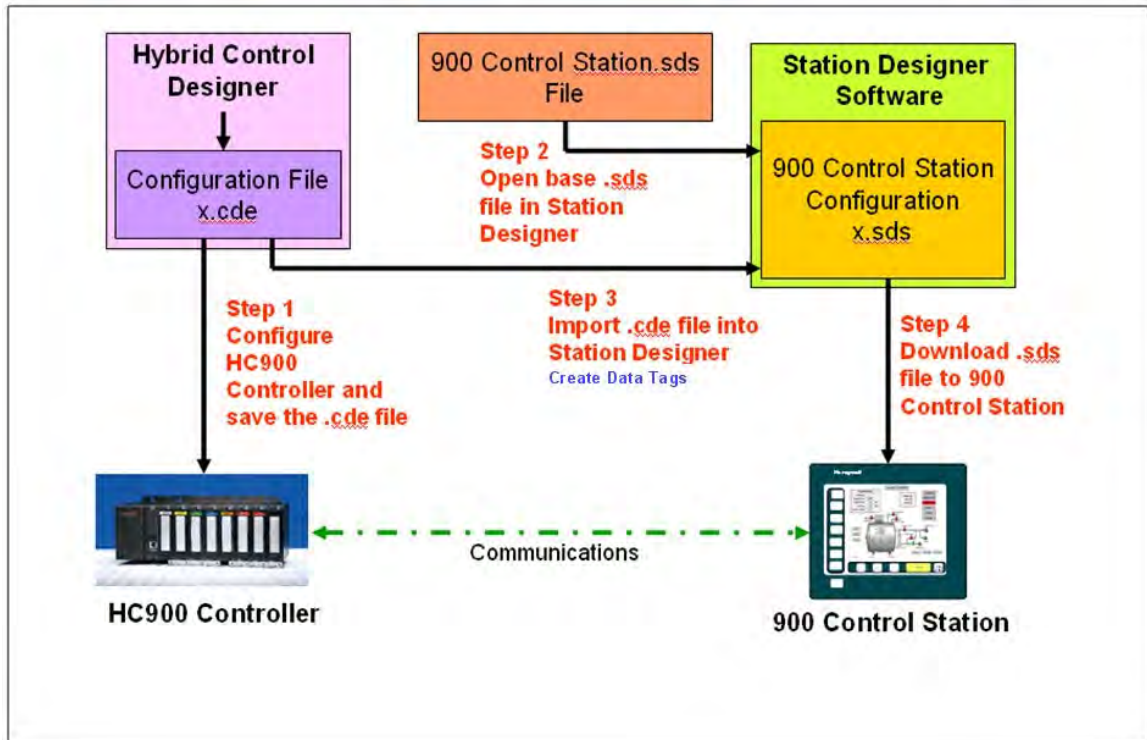 Hybrid Control
Designer
Configuration File
x.cde
900 Control Station.sds
File
Station Designer
Software
900 Control Station
Configuration
x.sds
Step 2
Open base .sds
file in Station
Designer
Step 1
Configure
HC900
Controller and
save the .cde file
Step 3
Import .cde file into
Station Designer
Create Data Tags
Step 4
Download .sds
file to 900
Control Station
Honeywell
Communications
HC900 Controller
900 Control Station